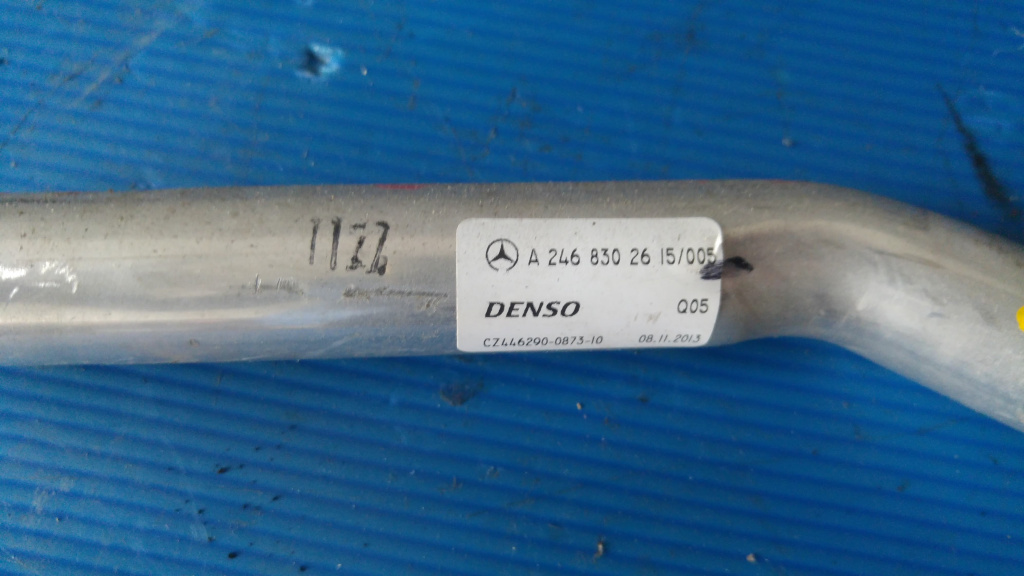 A 246 830 26 15/005
DENSO Q05
CZ446290-0873-10 08.11.2013